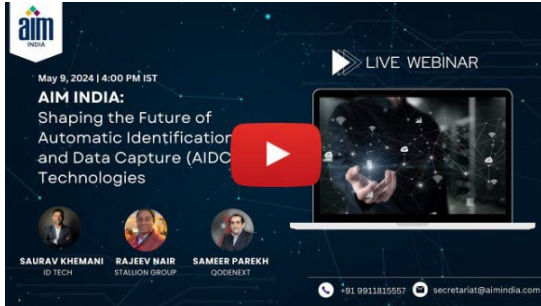 aim
INDIA
May 9, 2024 | 4:00 PM IST
LIVE WEBINAR
AIM INDIA:
Shaping the Future of
Automatic Identification
and Data Capture (AIDC
Technologies
SAURAV KHEMANI
ID TECH
RAJEEV NAIR
STALLION GROUP
SAMEER PAREKH
QODENEXT
+91 9911815557
secretariat@aimindia.com